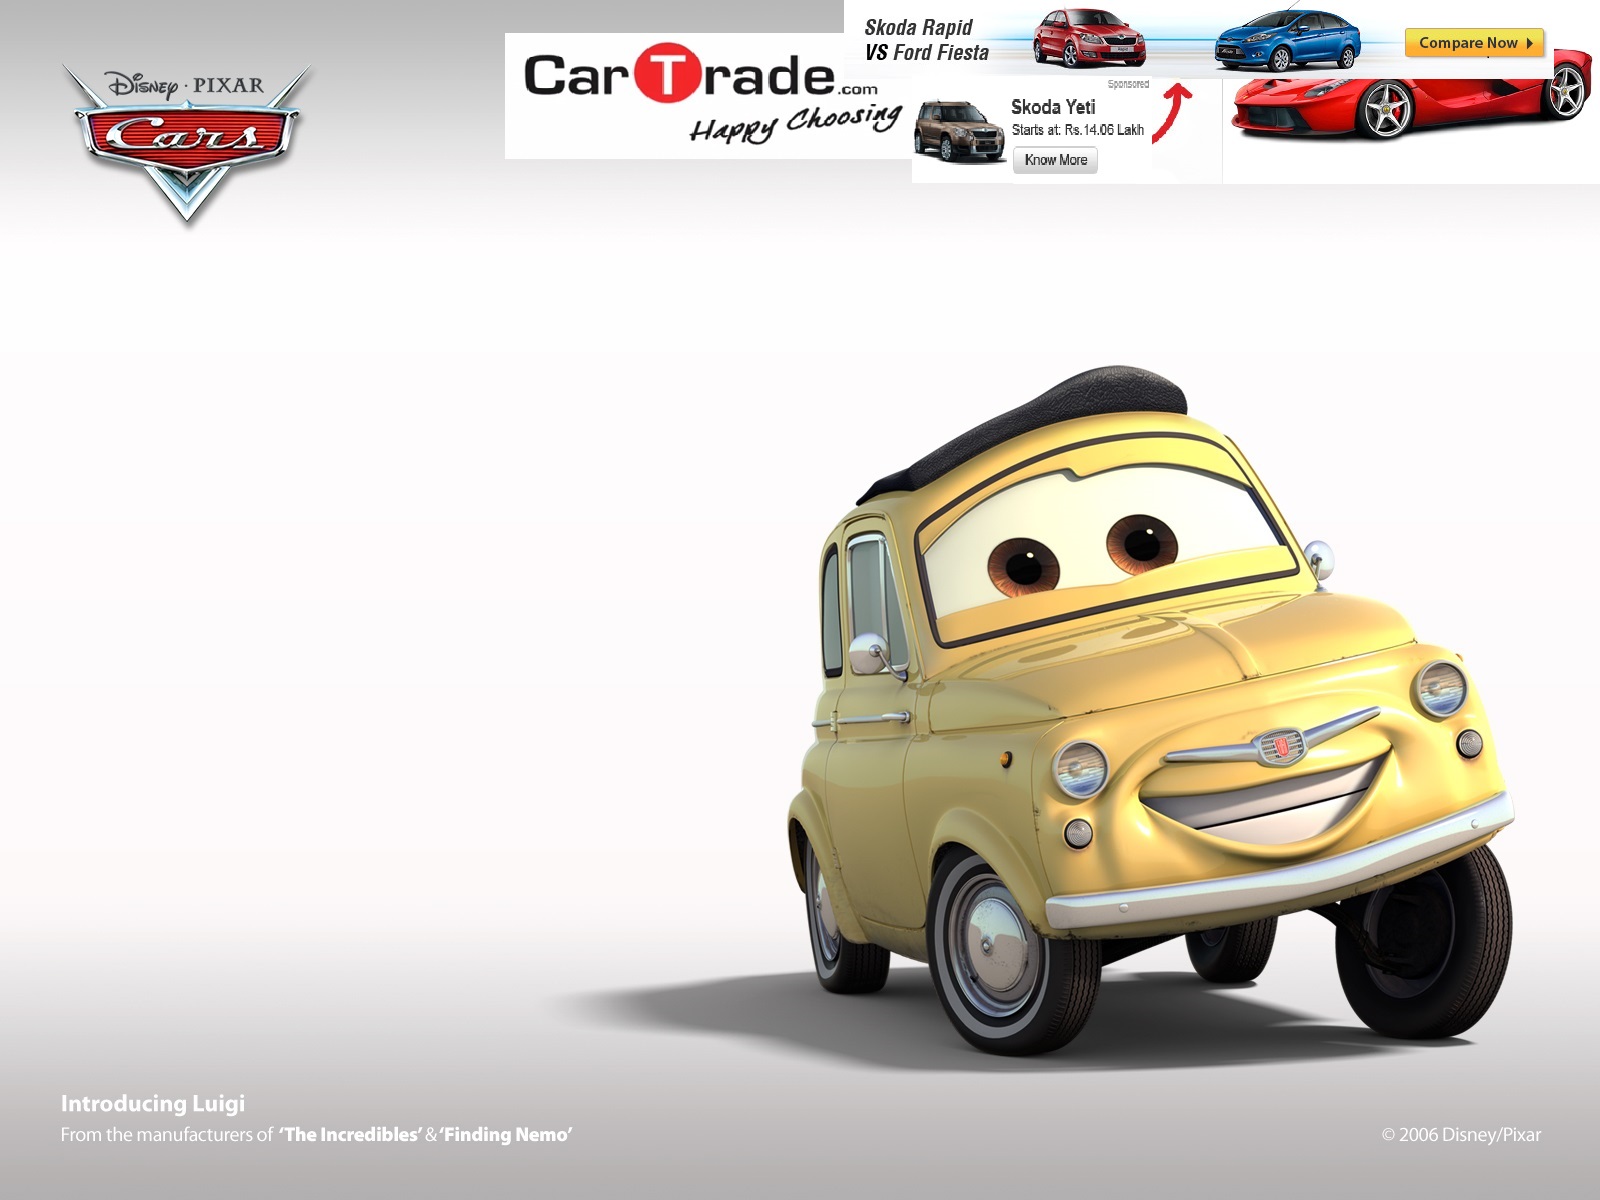 Disney · PIXAR
Cars
CarTrade.com
Happy Choosing
Skoda Rapid
VS Ford Fiesta
Compare Now
Sponsored
Skoda Yeti
Starts at: Rs.14.06 Lakh
Know More
Introducing Luigi
From the manufacturers of 'The Incredibles' & 'Finding Nemo'
© 2006 Disney/Pixar